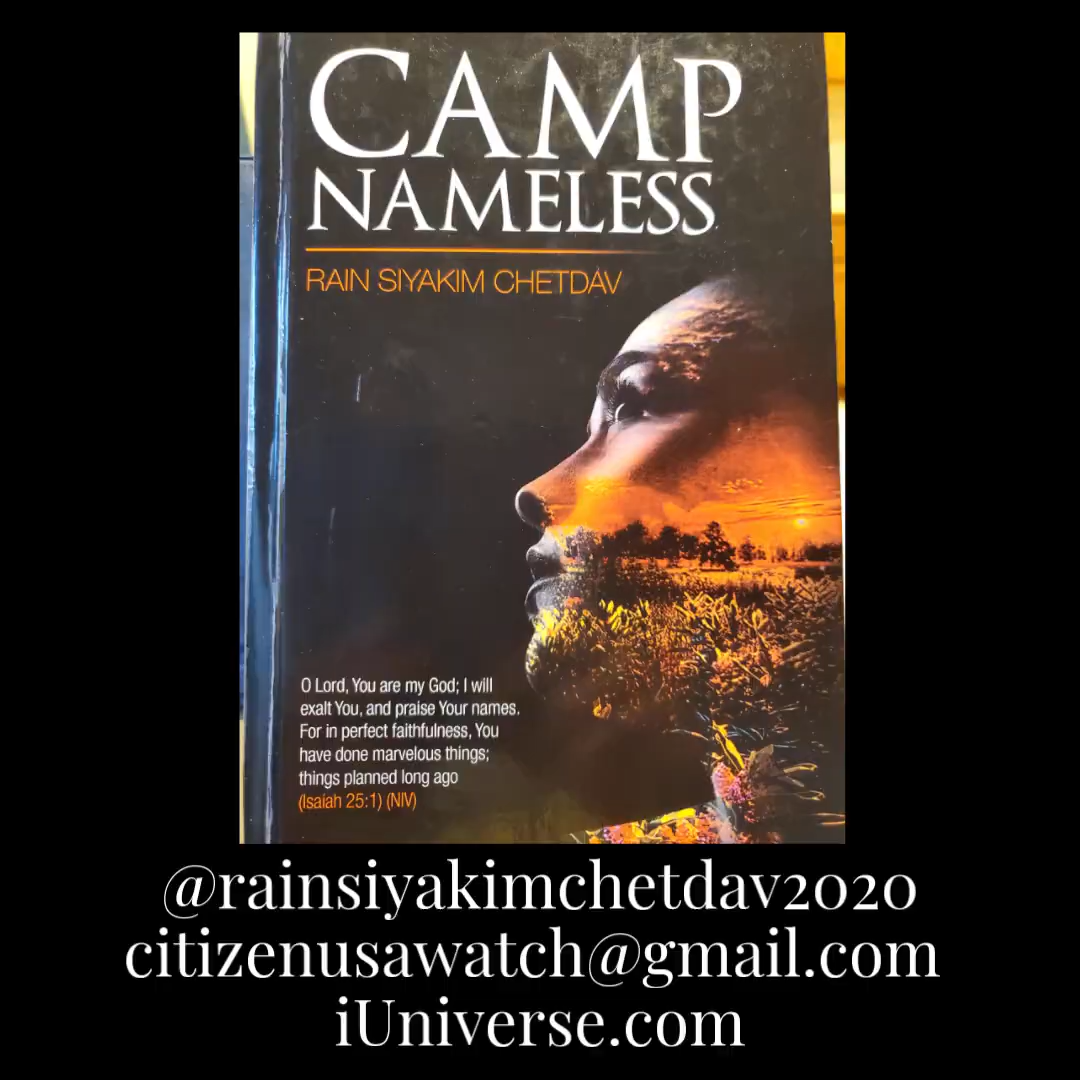 CAMP
NAMELESS
RAIN SIYAKIM CHETDAV
O Lord, You are my God; I will
exalt You, and praise Your names.
For in perfect faithfulness, You
have done marvelous things;
things planned long ago
(Isaiah 25:1) (NIV)
@rainsiyakimchetdav2020
citizenusawatch@gmail.com
iUniverse.com